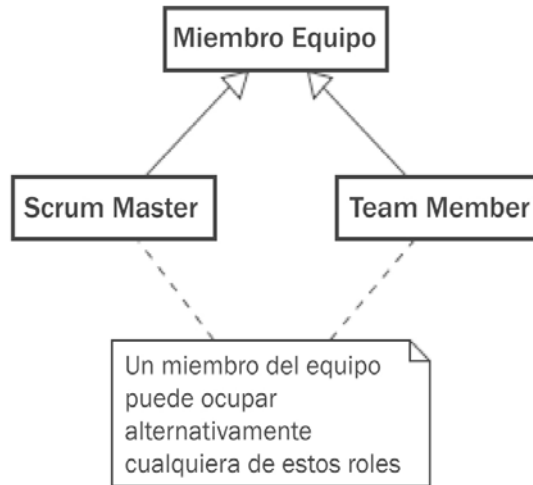 Miembro Equipo
Scrum Master
Team Member
Un miembro del equipo
puede ocupar
alternativamente
cualquiera de estos roles